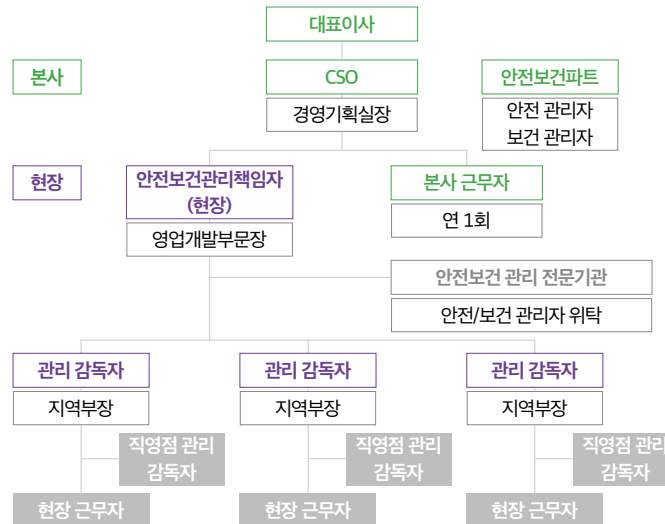 대표이사
본사
CSO
안전보건파트
경영기획실장
안전 관리자
보건 관리자
현장
안전보건관리책임자
(현장)
본사 근무자
영업개발부문장
연 1회
안전보건 관리 전문기관
안전/보건 관리자 위탁
관리 감독자
관리 감독자
관리 감독자
지역부장
지역부장
지역부장
직영점 관리
감독자
직영점 관리
감독자
직영점 관리
감독자
현장 근무자
현장 근무자
현장 근무자